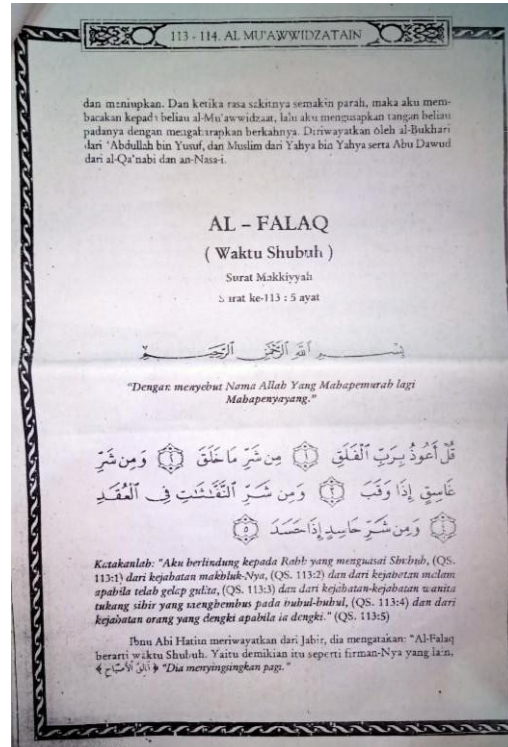 113 - 114. AL MU'AWWIDZATAIN
dan meniupkan. Dan ketika rasa sakitnya semakin parah, maka aku mem-
bacakan kepada beliau al-Mu'awwidzaat, lalu aku mengusapkan tangan beliau
padanya dengan mengaharapkan berkahnya. Diriwayatkan oleh al-Bukhari
dari 'Abdullah bin Yusuf, dan Muslim dari Yahya bin Yahya serta Abu Dawud
dari al-Qa'nabi dan an-Nasa-i.
AL – FALAQ
( Waktu Shubuh )
Surat Makkiyyah
Surat ke-113 : 5 ayat
بِسْمِ اللَّهِ الرَّحْمَٰنِ الرَّحِيمِ
"Dengan menyebut Nama Allah Yang Mahapemurah lagi
Mahapenyayang."
قُلْ أَعُوذُ بِرَبِّ الْفَلَقِ ١ مِن شَرِّ مَا خَلَقَ ٢ وَمِن شَرِّ
غَاسِقٍ إِذَا وَقَبَ ٣ وَمِن شَرِّ النَّفَّاثَاتِ فِي الْعُقَدِ
٤ وَمِن شَرِّ حَاسِدٍ إِذَا حَسَدَ ٥
Katakanlah: "Aku berlindung kepada Rabb yang menguasai Shubuh, (QS.
113:1) dari kejahatan makhluk-Nya, (QS. 113:2) dan dari kejahatan malam
apabila telah gelap gulita, (QS. 113:3) dan dari kejahatan-kejahatan wanita
tukang sihir yang menghembus pada buhul-buhul, (QS. 113:4) dan dari
kejahatan orang yang dengki apabila ia dengki." (QS. 113:5)
Ibnu Abi Hatim meriwayatkan dari Jabir, dia mengatakan: "Al-Falaq
berarti waktu Shubuh. Yaitu demikian itu seperti firman-Nya yang lain,
﴿ فَالِقُ الْأَصْبَاحِ ﴾ "Dia menyingsingkan pagi."